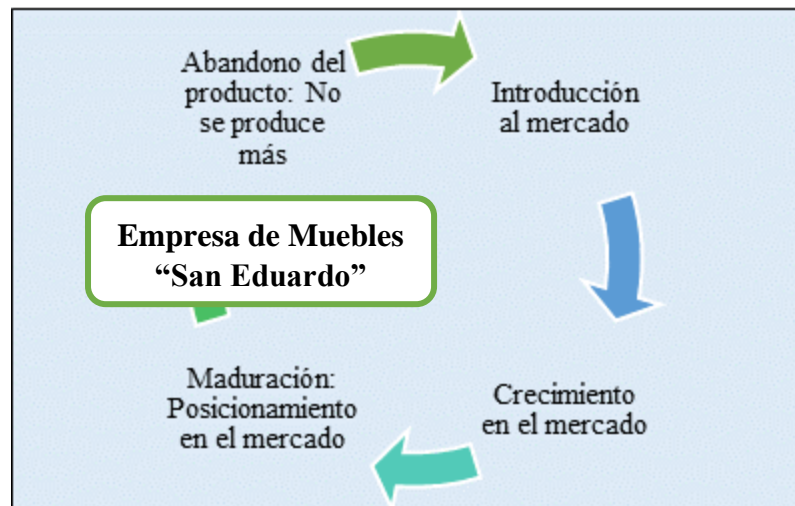 Abandono del
producto: No
se produce
más
Introducción
al mercado
Empresa de Muebles
“San Eduardo”
Maduración:
Posicionamiento
en el mercado
Crecimiento
en el mercado